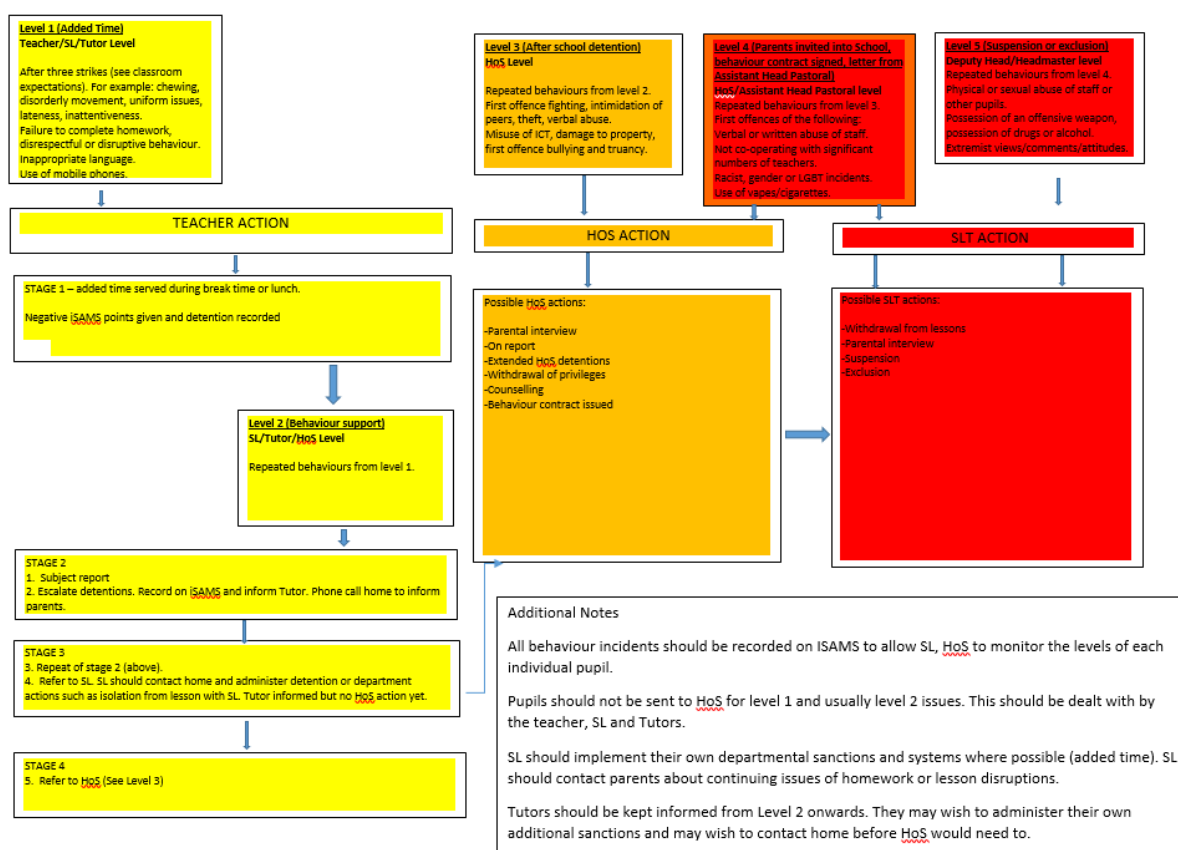 Level 1 (Added Time)
Teacher/SL/Tutor Level
After three strikes (see classroom
expectations). For example: chewing,
disorderly movement, uniform issues,
lateness, inattentiveness.
Failure to complete homework,
disrespectful or disruptive behaviour.
Inappropriate language.
Use of mobile phones.
TEACHER ACTION
STAGE 1 – added time served during break time or lunch.
Negative iSAMS points given and detention recorded
Level 2 (Behaviour support)
SL/Tutor/HoS Level
Repeated behaviours from level 1.
STAGE 2
1. Subject report
2. Escalate detentions. Record on iSAMS and inform Tutor. Phone call home to inform
parents.
STAGE 3
3. Repeat of stage 2 (above).
4. Refer to SL. SL should contact home and administer detention or department
actions such as isolation from lesson with SL. Tutor informed but no HoS action yet.
STAGE 4
5. Refer to HoS (See Level 3)
Level 3 (After school detention)
HoS Level
Repeated behaviours from level 2.
First offence fighting, intimidation of
peers, theft, verbal abuse.
Misuse of ICT, damage to property,
first offence bullying and truancy.
Level 4 (Parents invited into School,
behaviour contract signed, letter from
Assistant Head Pastoral)
HoS/Assistant Head Pastoral level
Repeated behaviours from level 3.
First offences of the following:
Verbal or written abuse of staff.
Not co-operating with significant
numbers of teachers.
Racist, gender or LGBT incidents.
Use of vapes/cigarettes.
Level 5 (Suspension or exclusion)
Deputy Head/Headmaster level
Repeated behaviours from level 4.
Physical or sexual abuse of staff or
other pupils.
Possession of an offensive weapon,
possession of drugs or alcohol.
Extremist views/comments/attitudes.
HOS ACTION
SLT ACTION
Possible HoS actions:
-Parental interview
-On report
-Extended HoS detentions
-Withdrawal of privileges
-Counselling
-Behaviour contract issued
Possible SLT actions:
-Withdrawal from lessons
-Parental interview
-Suspension
-Exclusion
Additional Notes
All behaviour incidents should be recorded on ISAMS to allow SL, HoS to monitor the levels of each
individual pupil.
Pupils should not be sent to HoS for level 1 and usually level 2 issues. This should be dealt with by
the teacher, SL and Tutors.
SL should implement their own departmental sanctions and systems where possible (added time). SL
should contact parents about continuing issues of homework or lesson disruptions.
Tutors should be kept informed from Level 2 onwards. They may wish to administer their own
additional sanctions and may wish to contact home before HoS would need to.